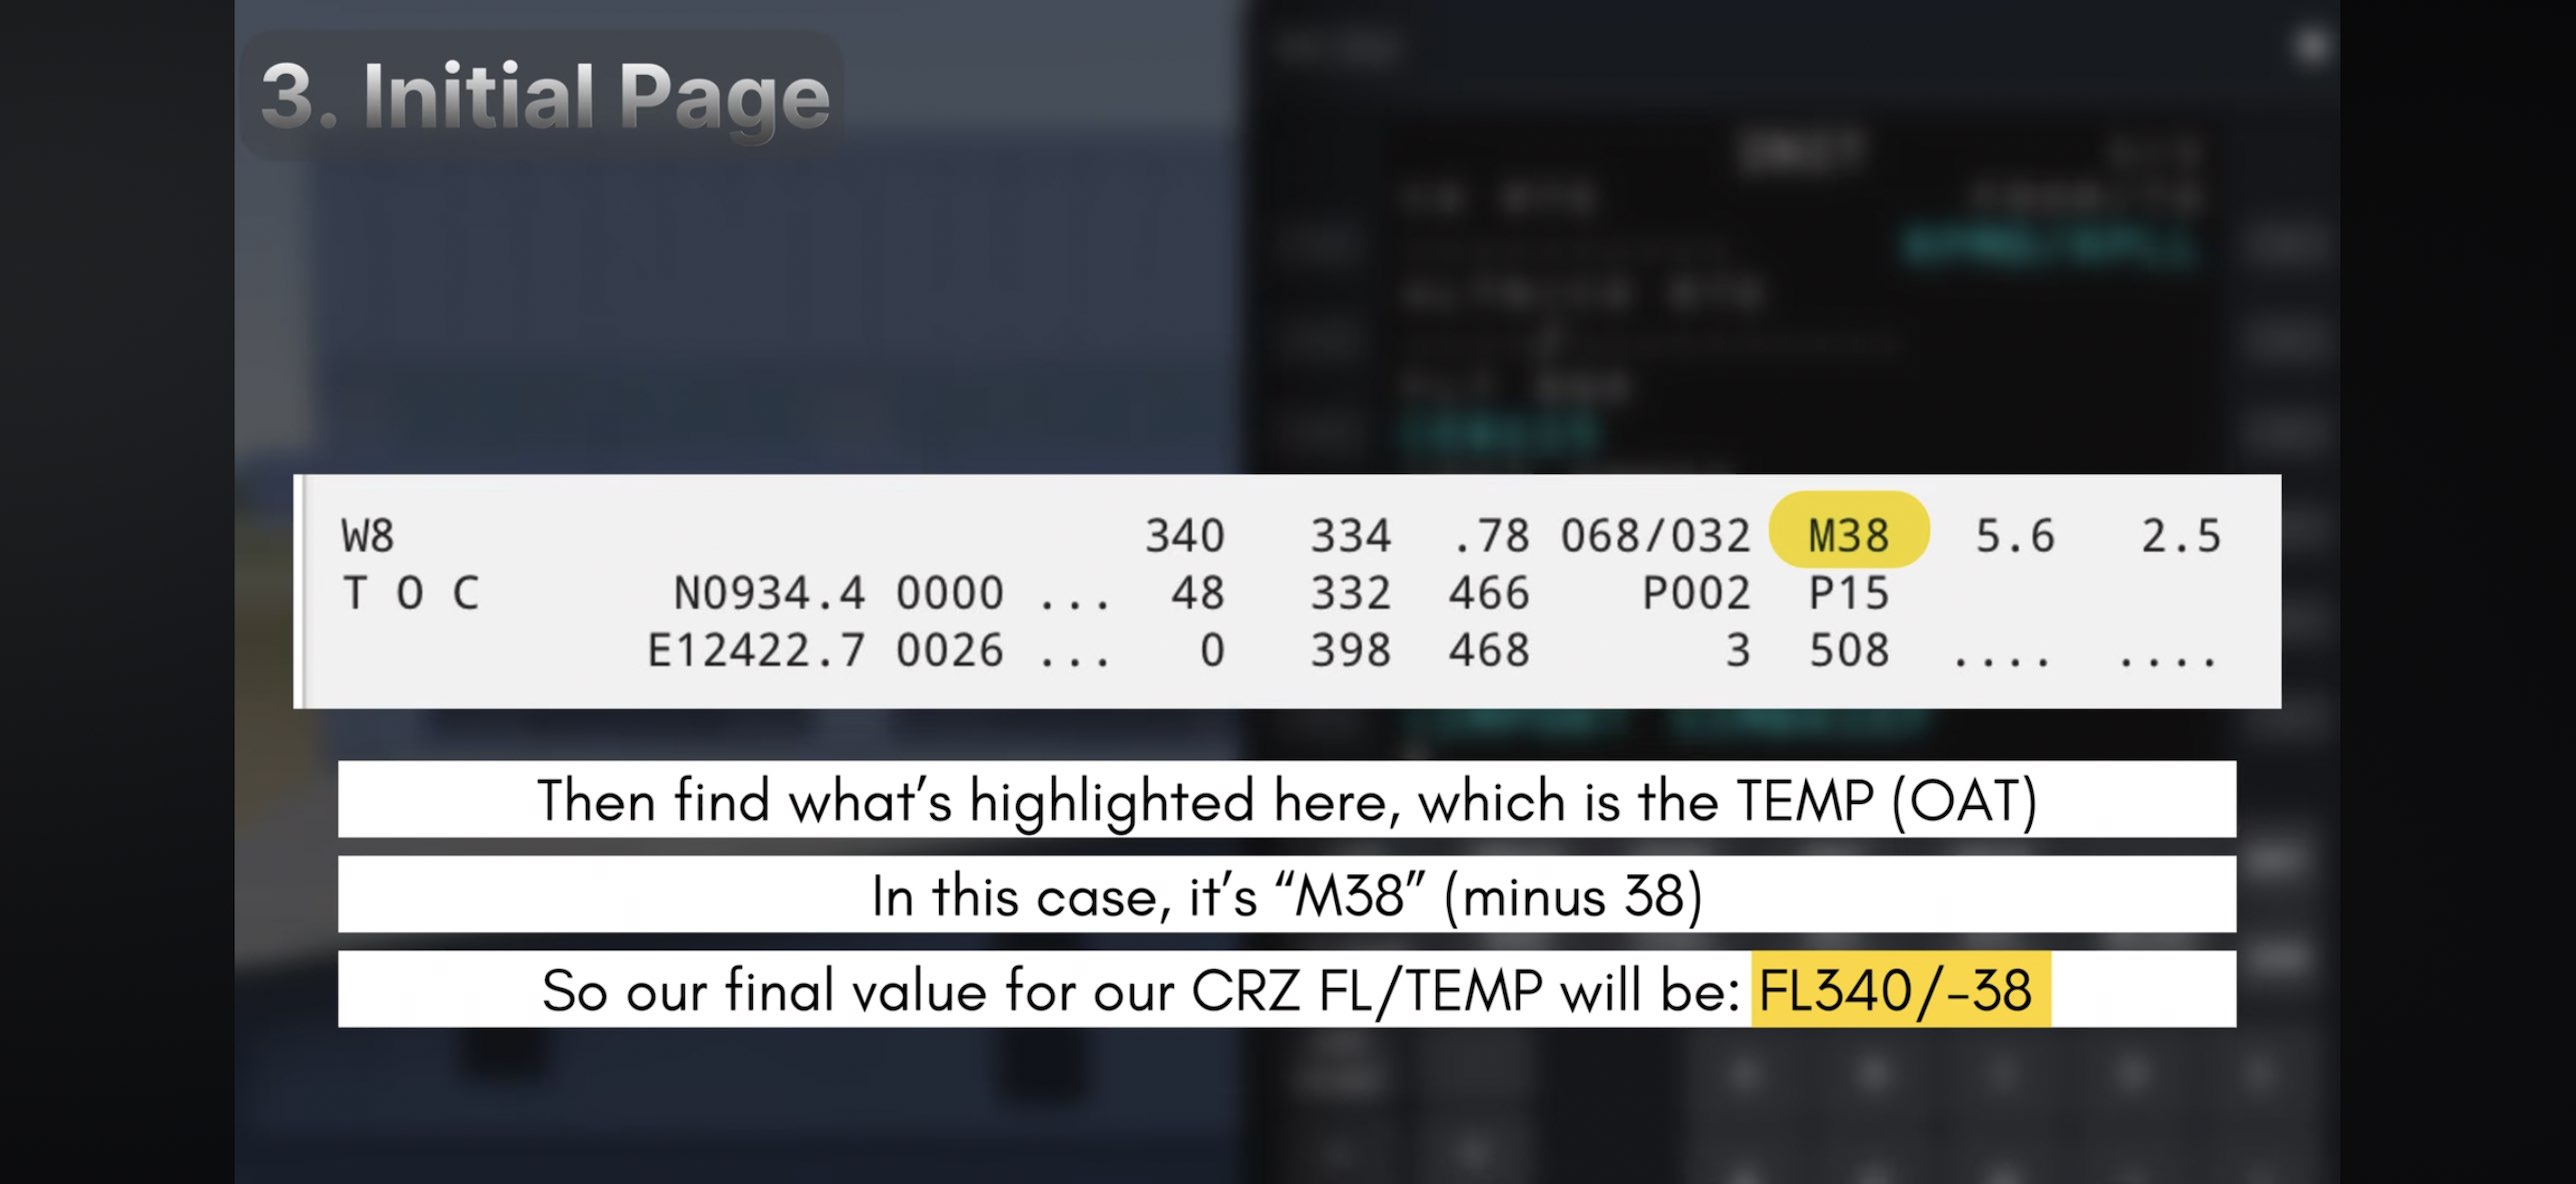 3. Initial Page
INIT
W8 340 334 .78 068/032 M38 5.6 2.5
T O C N0934.4 0000 ... 48 332 466 P002 P15
E12422.7 0026 ... 0 398 468 3 508 .... ....
Then find what’s highlighted here, which is the TEMP (OAT)
In this case, it’s “M38” (minus 38)
So our final value for our CRZ FL/TEMP will be: FL340/-38